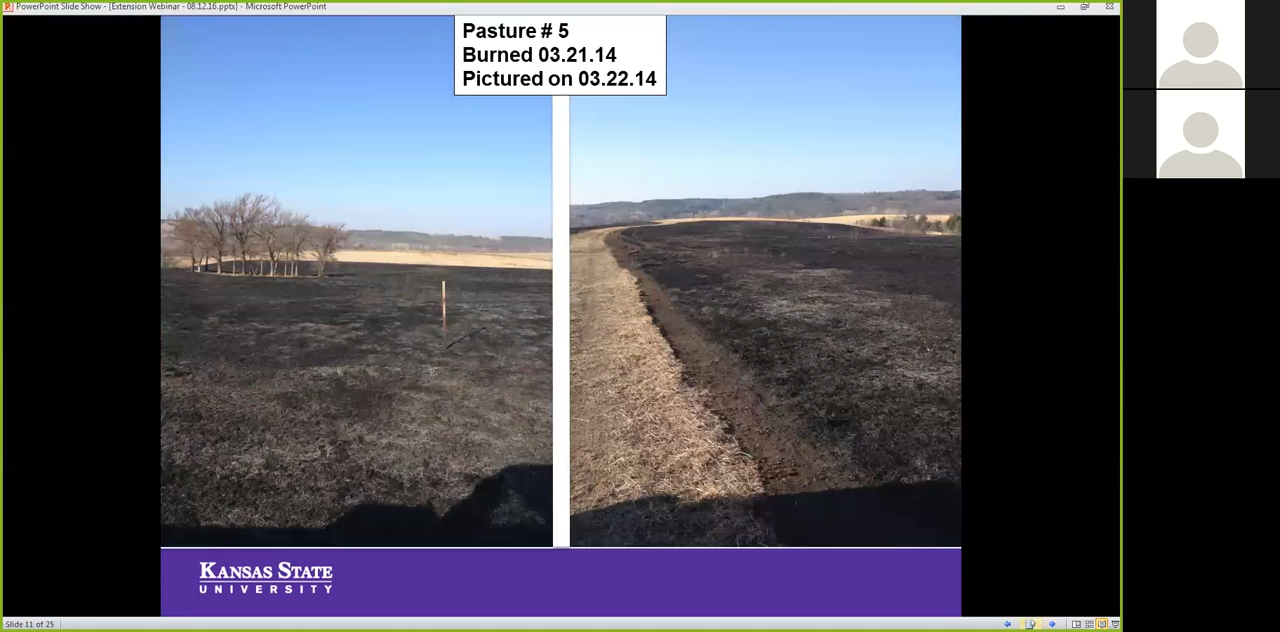 PowerPoint Slide Show - [Extension Webinar - 08.12.16.pptx] - Microsoft PowerPoint
Pasture # 5
Burned 03.21.14
Pictured on 03.22.14
KANSAS STATE
UNIVERSITY
Slide 11 of 25